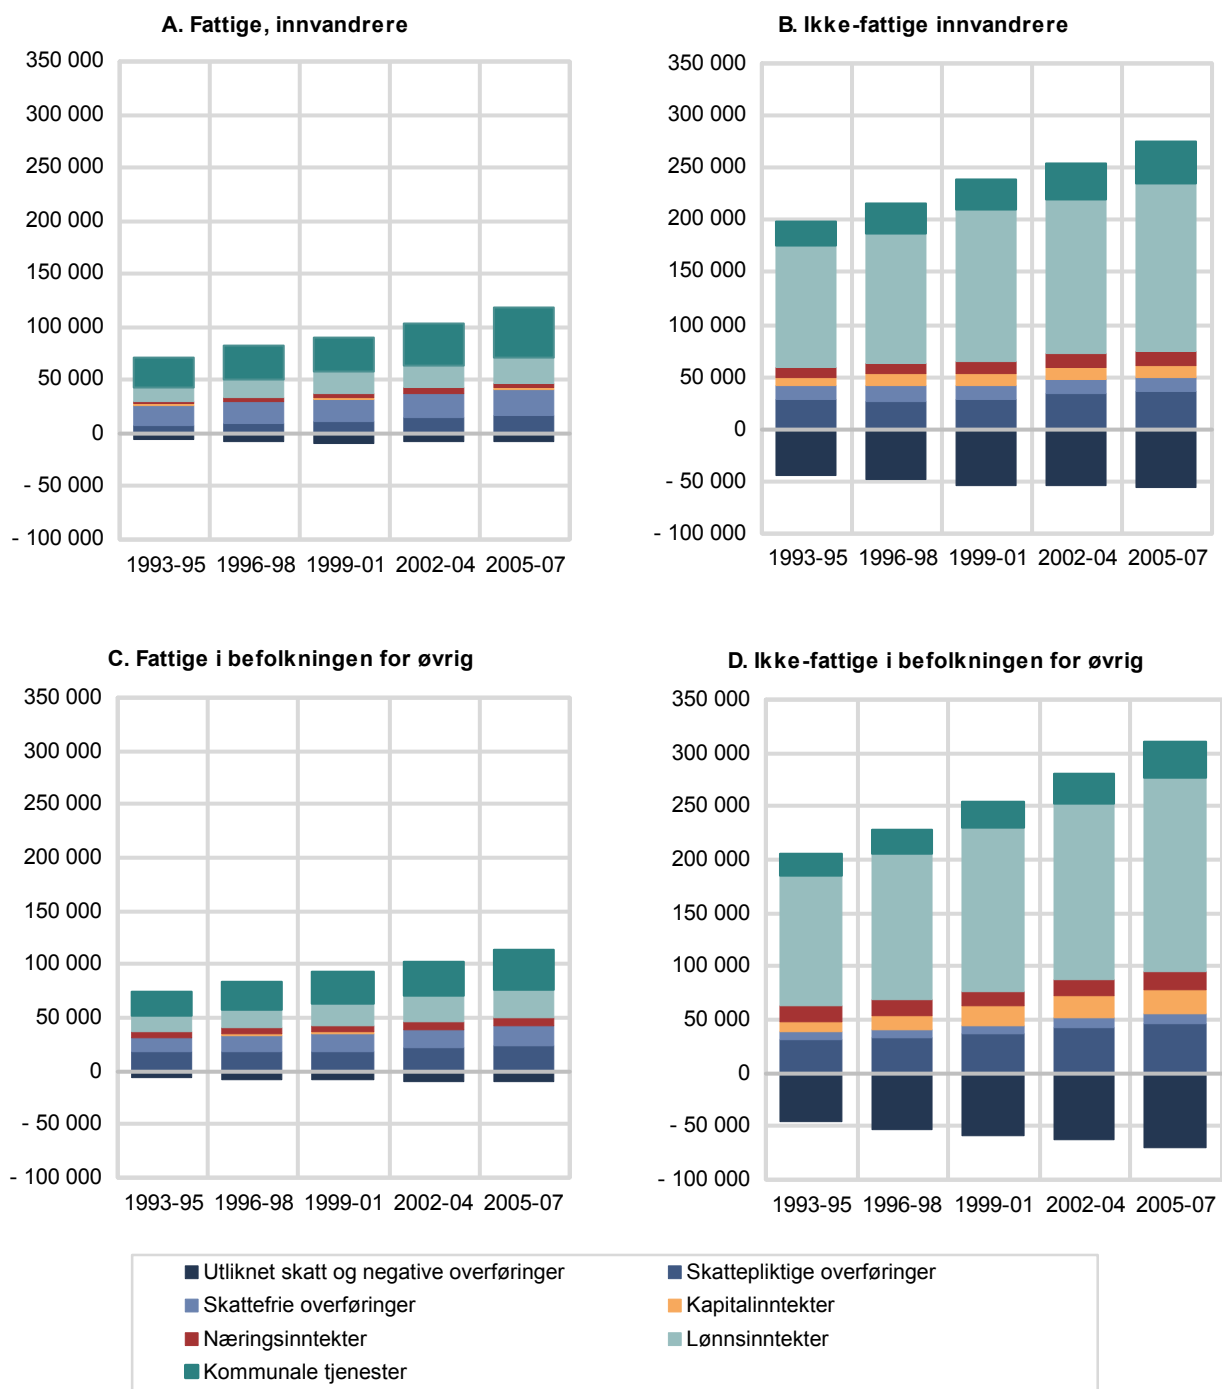 A. Fattige, innvandrere
350 000
300 000
250 000
200 000
150 000
100 000
50 000
0
- 50 000
- 100 000
1993-95 1996-98 1999-01 2002-04 2005-07
B. Ikke-fattige innvandrere
350 000
300 000
250 000
200 000
150 000
100 000
50 000
0
- 50 000
- 100 000
1993-95 1996-98 1999-01 2002-04 2005-07
C. Fattige i befolkningen for øvrig
350 000
300 000
250 000
200 000
150 000
100 000
50 000
0
- 50 000
- 100 000
1993-95 1996-98 1999-01 2002-04 2005-07
D. Ikke-fattige i befolkningen for øvrig
350 000
300 000
250 000
200 000
150 000
100 000
50 000
0
- 50 000
- 100 000
1993-95 1996-98 1999-01 2002-04 2005-07
Utliknet skatt og negative overføringer
Skattepliktige overføringer
Skattefrie overføringer
Kapitalinntekter
Næringsinntekter
Lønnsinntekter
Kommunale tjenester